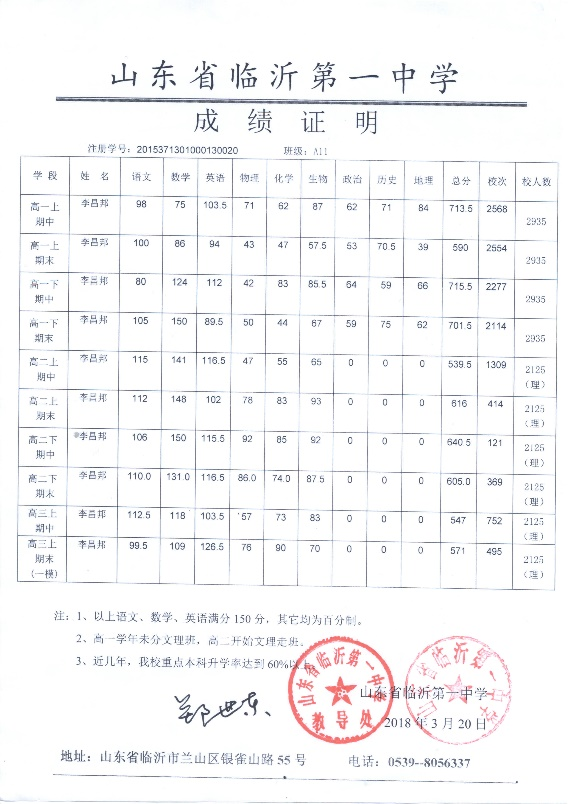 山东省临沂第一中学
成绩证明
注册学号：2015371301000130020 班级：A11
学段 姓名 语文 数学 英语 物理 化学 生物 政治 历史 地理 总分 校次 校人数
高一上期中 李昌邦 98 75 103.5 71 62 87 62 71 84 713.5 2568 2935
高一上期末 李昌邦 100 86 94 43 47 57.5 53 70.5 39 590 2554 2935
高一下期中 李昌邦 80 124 112 42 83 85.5 64 59 66 715.5 2277 2935
高一下期末 李昌邦 105 150 89.5 50 44 67 59 75 62 701.5 2114 2935
高二上期中 李昌邦 115 141 116.5 47 55 65 0 0 0 539.5 1309 2125（理）
高二上期末 李昌邦 112 148 102 78 83 93 0 0 0 616 414 2125（理）
高二下期中 李昌邦 106 150 115.5 92 85 92 0 0 0 640.5 121 2125（理）
高二下期末 李昌邦 110.0 131.0 116.5 86.0 74.0 87.5 0 0 0 605.0 369 2125（理）
高三上期中 李昌邦 112.5 118 103.5 57 73 83 0 0 0 547 752 2125（理）
高三上期末（一模） 李昌邦 99.5 109 126.5 76 90 70 0 0 0 571 495 2125（理）
注：1、以上语文、数学、英语满分150分，其它均为百分制。
2、高一学年未分文理班，高二开始文理走班。
3、近几年，我校重点本科升学率达到60%以上
山东省临沂第一中学
教导处
山东省临沂第一中学
郑世东
山东省临沂第一中学
2018年3月20日
地址：山东省临沂市兰山区银雀山路55号 电话：0539--8056337